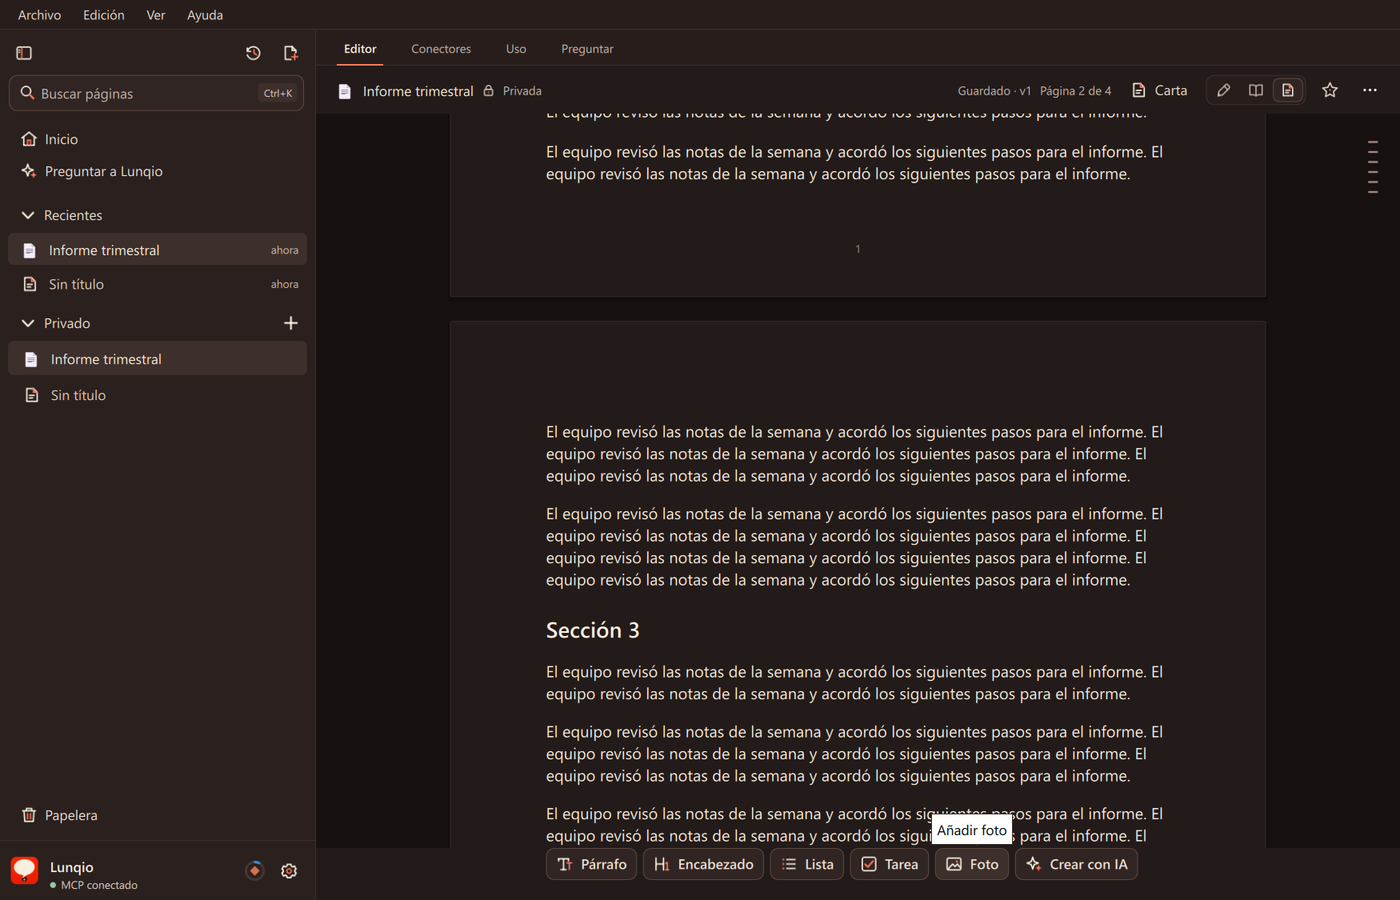 Archivo Edición Ver Ayuda
Buscar páginas Ctrl+K
Inicio
Preguntar a Lunqio
Recientes
Informe trimestral ahora
Sin título ahora
Privado
Informe trimestral
Sin título
Papelera
Lunqio
MCP conectado
Editor Conectores Uso Preguntar
Informe trimestral Privada Guardado · v1 Página 2 de 4 Carta
El equipo revisó las notas de la semana y acordó los siguientes pasos para el informe. El
equipo revisó las notas de la semana y acordó los siguientes pasos para el informe.
1
El equipo revisó las notas de la semana y acordó los siguientes pasos para el informe. El
equipo revisó las notas de la semana y acordó los siguientes pasos para el informe. El
equipo revisó las notas de la semana y acordó los siguientes pasos para el informe.
El equipo revisó las notas de la semana y acordó los siguientes pasos para el informe. El
equipo revisó las notas de la semana y acordó los siguientes pasos para el informe. El
equipo revisó las notas de la semana y acordó los siguientes pasos para el informe. El
equipo revisó las notas de la semana y acordó los siguientes pasos para el informe.
Sección 3
El equipo revisó las notas de la semana y acordó los siguientes pasos para el informe. El
equipo revisó las notas de la semana y acordó los siguientes pasos para el informe.
El equipo revisó las notas de la semana y acordó los siguientes pasos para el informe. El
equipo revisó las notas de la semana y acordó los siguientes pasos para el informe. El
equipo revisó las notas de la semana y acordó los siguientes pasos para el informe.
El equipo revisó las notas de la semana y acordó los siguientes pasos para el informe. El
equipo revisó las notas de la semana y acordó los para el informe. El
Añadir foto
Párrafo H1 Encabezado Lista Tarea Foto Crear con IA